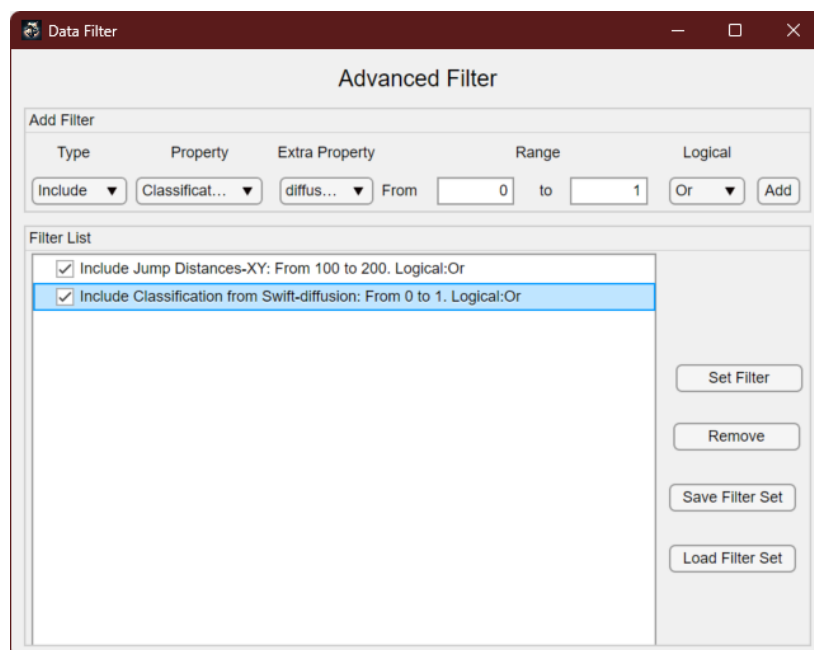 Data Filter
Advanced Filter
Add Filter
Type Property Extra Property Range Logical
Include Classificat... diffus... From 0 to 1 Or Add
Filter List
Include Jump Distances-XY: From 100 to 200. Logical:Or
Include Classification from Swift-diffusion: From 0 to 1. Logical:Or
Set Filter
Remove
Save Filter Set
Load Filter Set